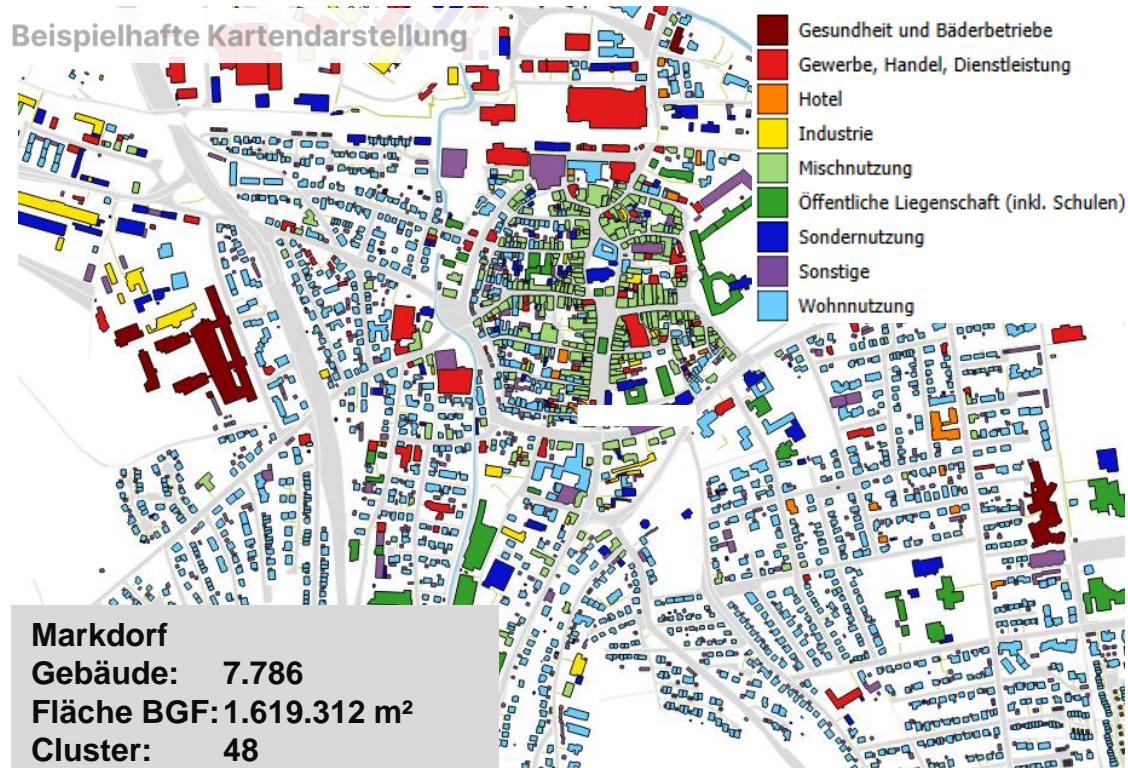 Beispielhafte Kartendarstellung
Gesundheit und Bäderbetriebe
Gewerbe, Handel, Dienstleistung
Hotel
Industrie
Mischnutzung
Öffentliche Liegenschaft (inkl. Schulen)
Sondernutzung
Sonstige
Wohnnutzung
Markdorf
Gebäude: 7.786
Fläche BGF: 1.619.312 m²
Cluster: 48